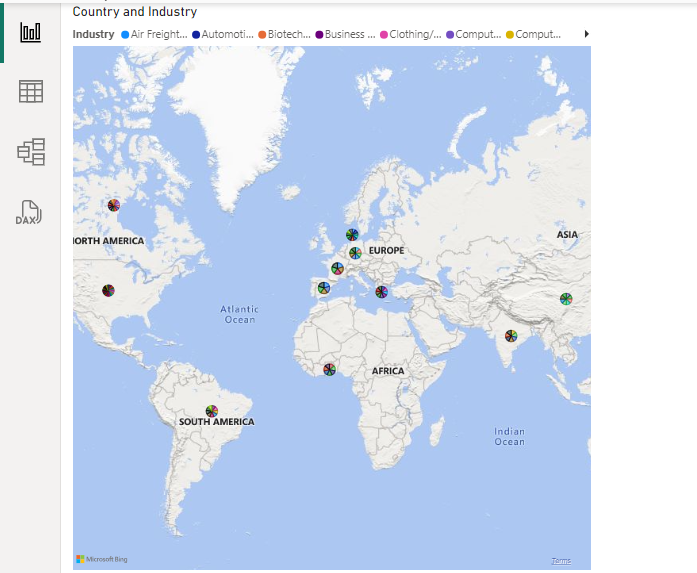 Country and Industry
Industry Air Freight... Automoti... Biotech... Business ... Clothing/... Comput... Comput...
DAX
NORTH AMERICA
EUROPE
ASIA
Atlantic
Ocean
AFRICA
SOUTH AMERICA
Indian
Ocean
Microsoft Bing
Terms